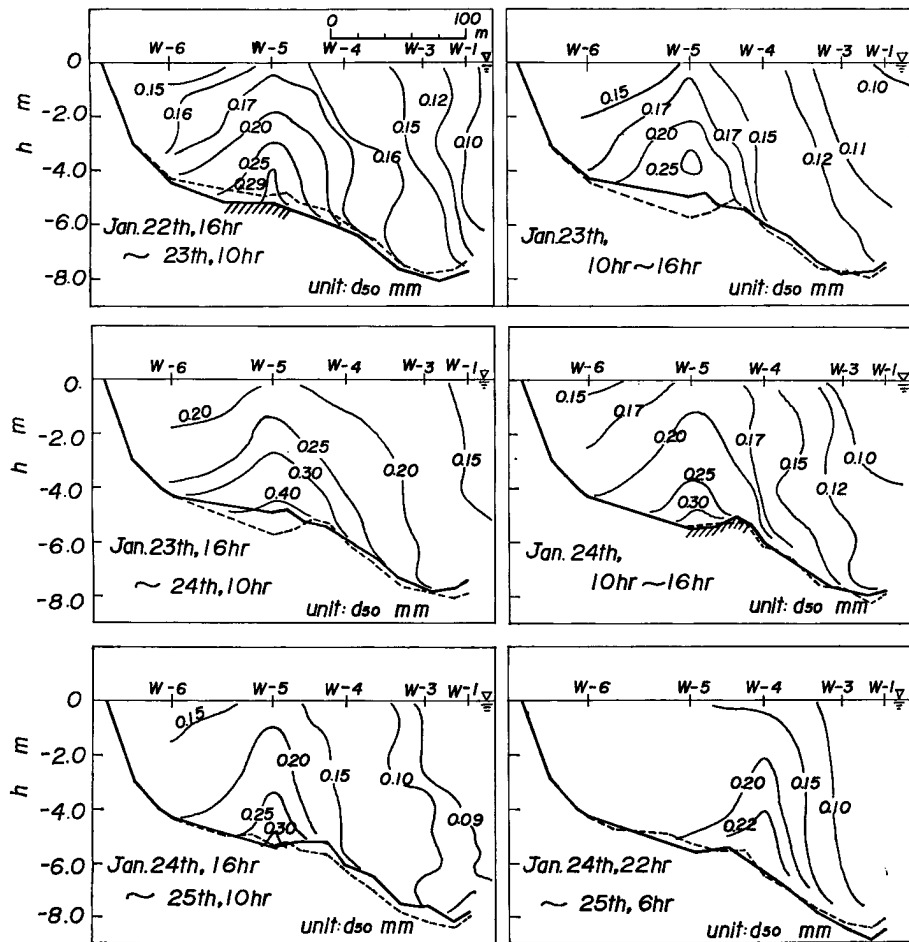 0 100
m
W-6 W-5 W-4 W-3 W-1
0
-2.0
-4.0
-6.0
-8.0
h m
0.15
0.16
0.17
0.20
0.25
0.29
0.16
0.15
0.12
0.10
Jan. 22th, 16hr
~ 23th, 10hr
unit: d50 mm
W-6 W-5 W-4 W-3 W-1
0.15
0.17
0.20
0.25
0.17
0.15
0.12
0.11
0.10
Jan. 23th,
10hr ~ 16hr
unit: d50 mm
W-6 W-5 W-4 W-3 W-1
0.
-2.0
-4.0
-6.0
-8.0
h m
0.20
0.25
0.30
0.40
0.20
0.15
Jan. 23th, 16hr
~ 24th, 10hr
unit: d50 mm
W-6 W-5 W-4 W-3 W-1
0.15
0.17
0.20
0.25
0.30
0.17
0.15
0.12
0.10
Jan. 24th,
10hr ~ 16hr
unit: d50 mm
W-6 W-5 W-4 W-3 W-1
0
-2.0
-4.0
-6.0
-8.0
h m
0.15
0.20
0.25
0.30
0.15
0.10
0.09
Jan. 24th, 16hr
~ 25th, 10hr
unit: d50 mm
W-6 W-5 W-4 W-3 W-1
0.20
0.22
0.15
0.10
Jan. 24th, 22hr
~ 25th, 6hr
unit: d50 mm